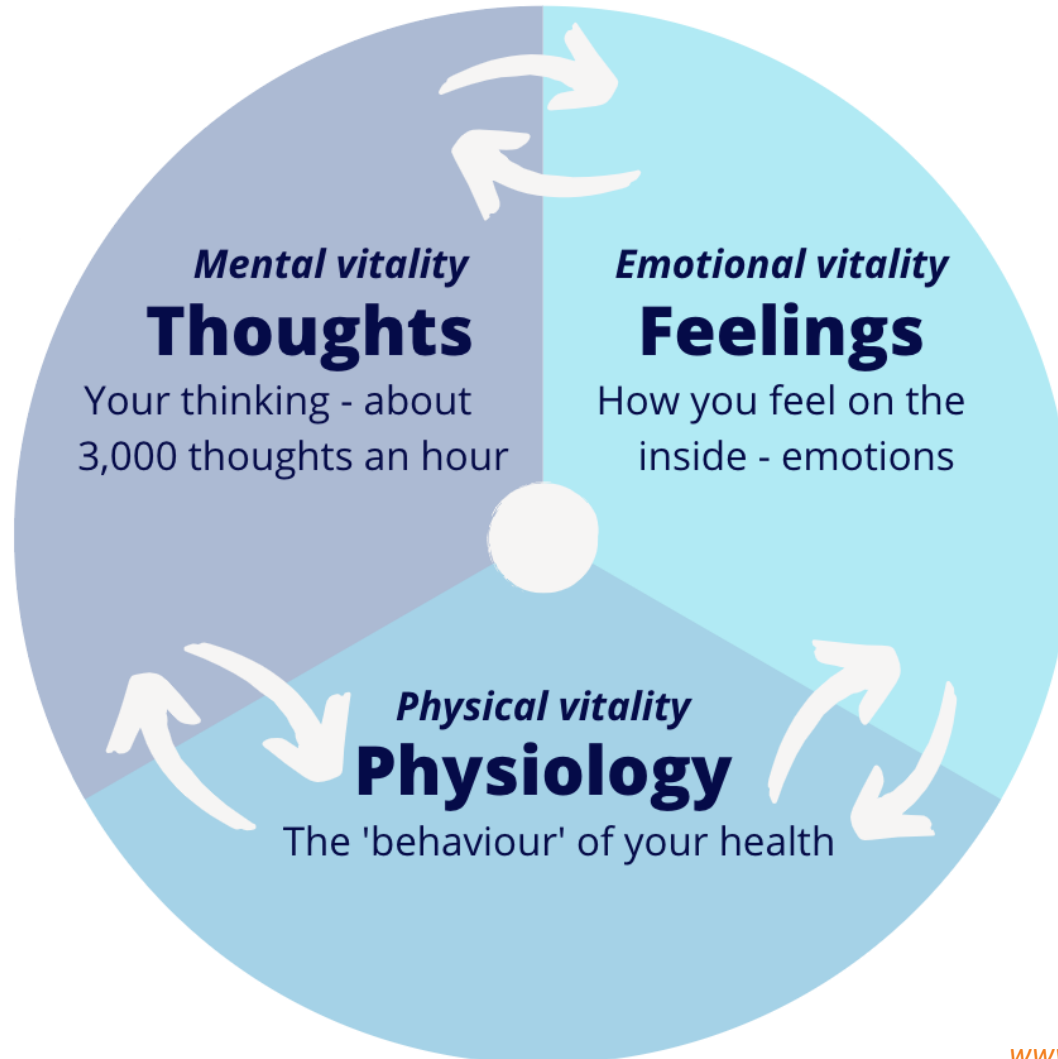 Mental vitality
Thoughts
Your thinking - about
3,000 thoughts an hour
Emotional vitality
Feelings
How you feel on the
inside - emotions
Physical vitality
Physiology
The 'behaviour' of your health